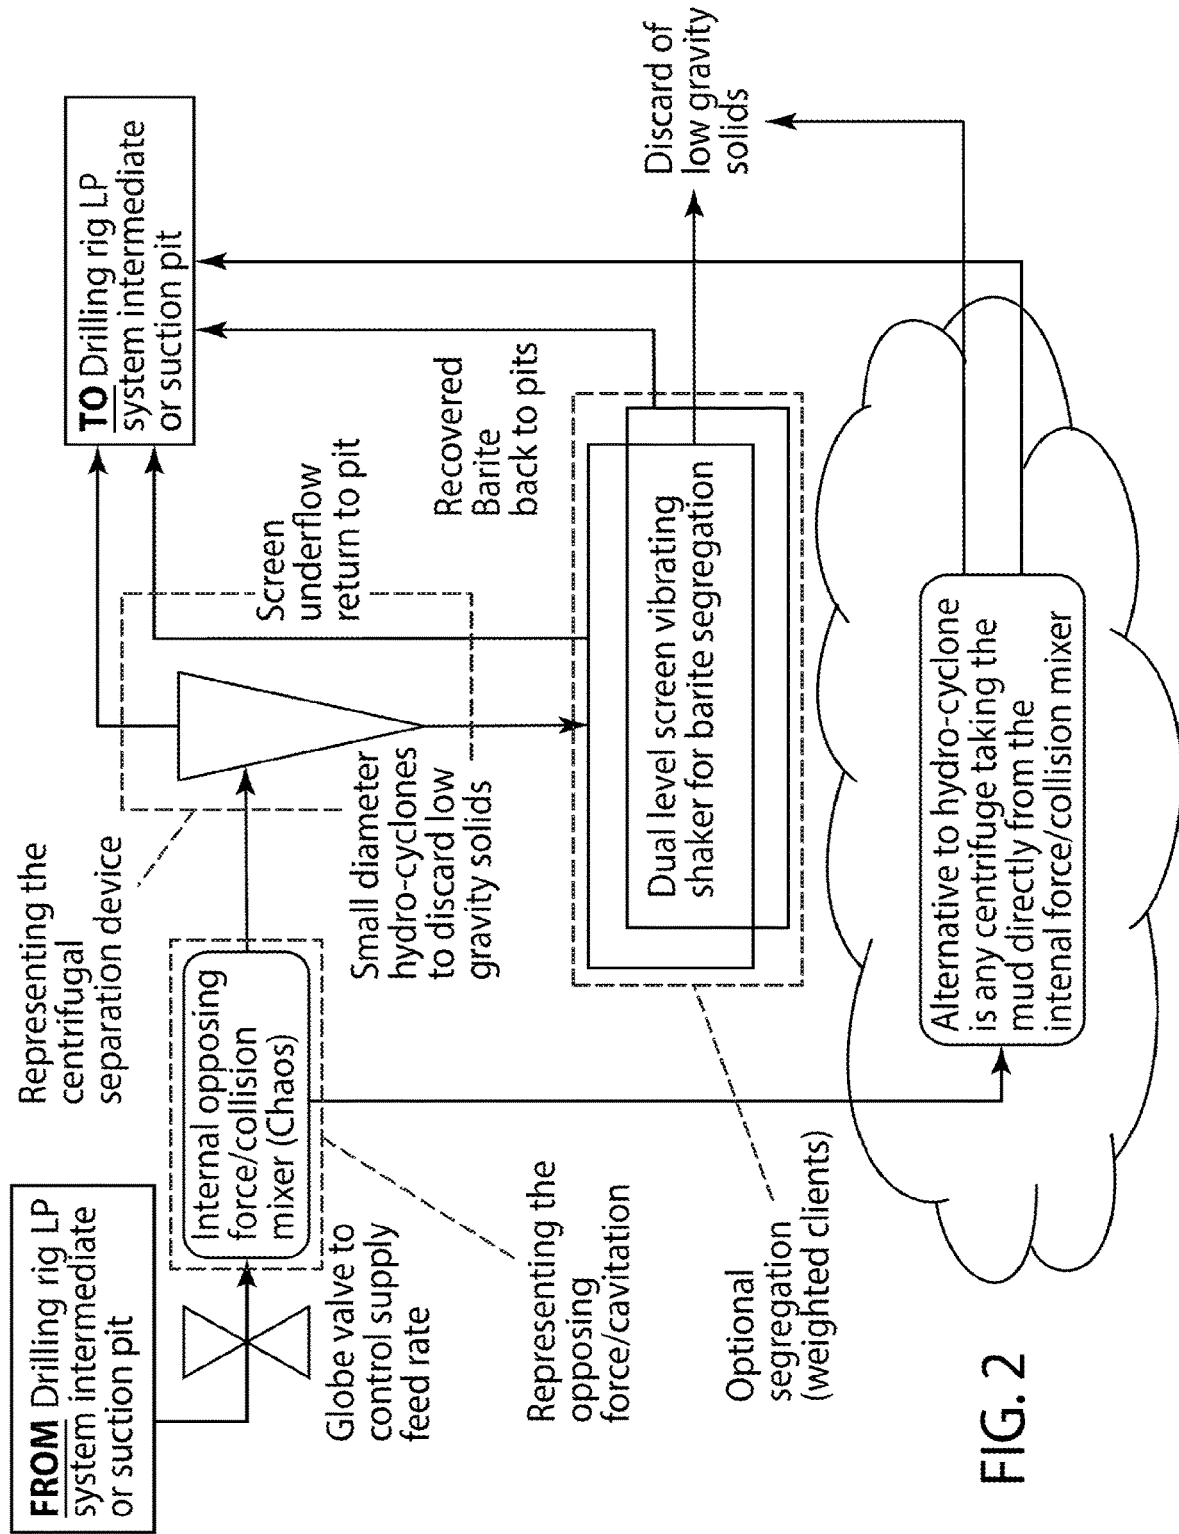 FROM Drilling rig LP
system intermediate
or suction pit
Globe valve to
control supply
feed rate
Internal opposing
force/collision
mixer (Chaos)
Representing the
opposing
force/cavitation
Representing the
centrifugal
separation device
Small diameter
hydro-cyclones
to discard low
gravity solids
Screen
underflow
return to pit
TO Drilling rig LP
system intermediate
or suction pit
Recovered
Barite
back to pits
Dual level screen vibrating
shaker for barite segregation
Optional
segregation
(weighted clients)
Discard of
low gravity
solids
Alternative to hydro-cyclone
is any centrifuge taking the
mud directly from the
intenal force/collision mixer
FIG. 2